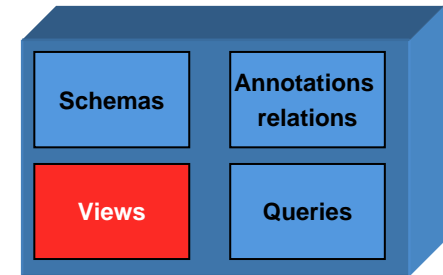 Schemas
Annotations
relations
Views
Queries